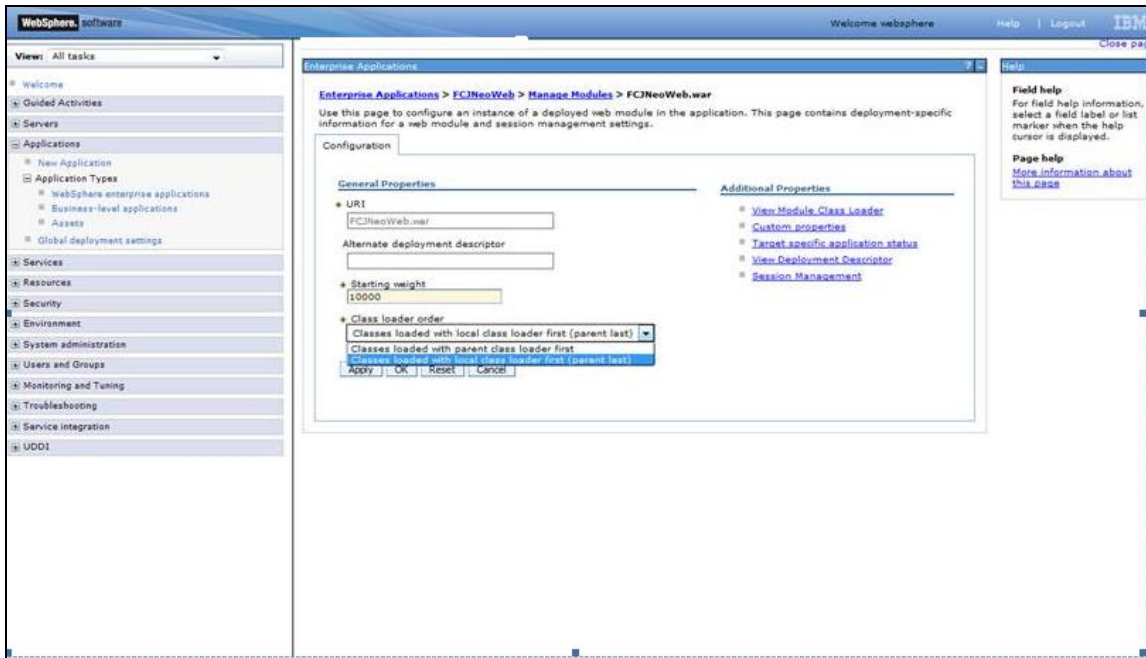 WebSphere. software
Welcome websphere
Help | Logout
IBM
Close pag
View: All tasks
Welcome
Guided Activities
Servers
Applications
New Application
Application Types
WebSphere enterprise applications
Business-level applications
Assets
Global deployment settings
Services
Resources
Security
Environment
System administration
Users and Groups
Monitoring and Tuning
Troubleshooting
Service integration
UDDI
Enterprise Applications
? -
Enterprise Applications > FCJNeoWeb > Manage Modules > FCJNeoWeb.war
Use this page to configure an instance of a deployed web module in the application. This page contains deployment-specific
information for a web module and session management settings.
Configuration
General Properties
* URI
FCJNeoWeb.war
Alternate deployment descriptor
* Starting weight
10000
* Class loader order
Classes loaded with local class loader first (parent last)
Classes loaded with parent class loader first
Classes loaded with local class loader first (parent last)
Apply OK Reset Cancel
Additional Properties
View Module Class Loader
Custom properties
Target specific application status
View Deployment Descriptor
Session Management
Help
Field help
For field help information,
select a field label or list
marker when the help
cursor is displayed.
Page help
More information about
this page